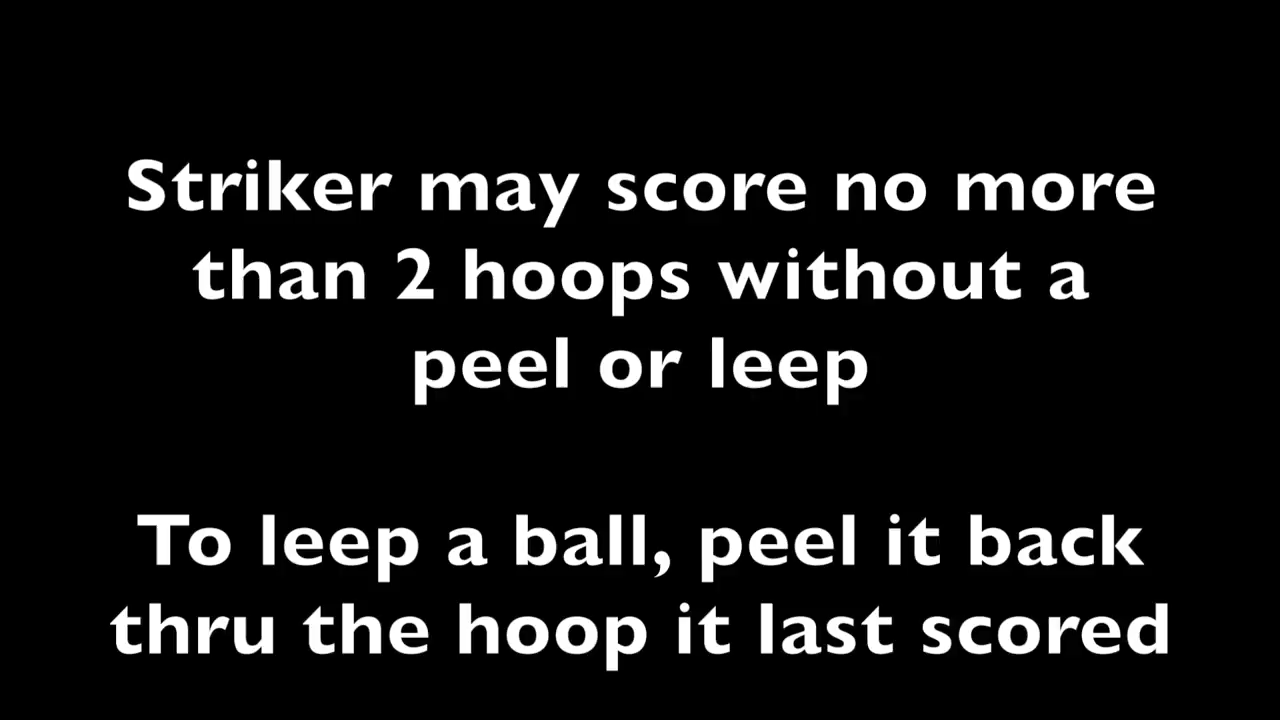 Striker may score no more
than 2 hoops without a
peel or leep
To leep a ball, peel it back
thru the hoop it last scored